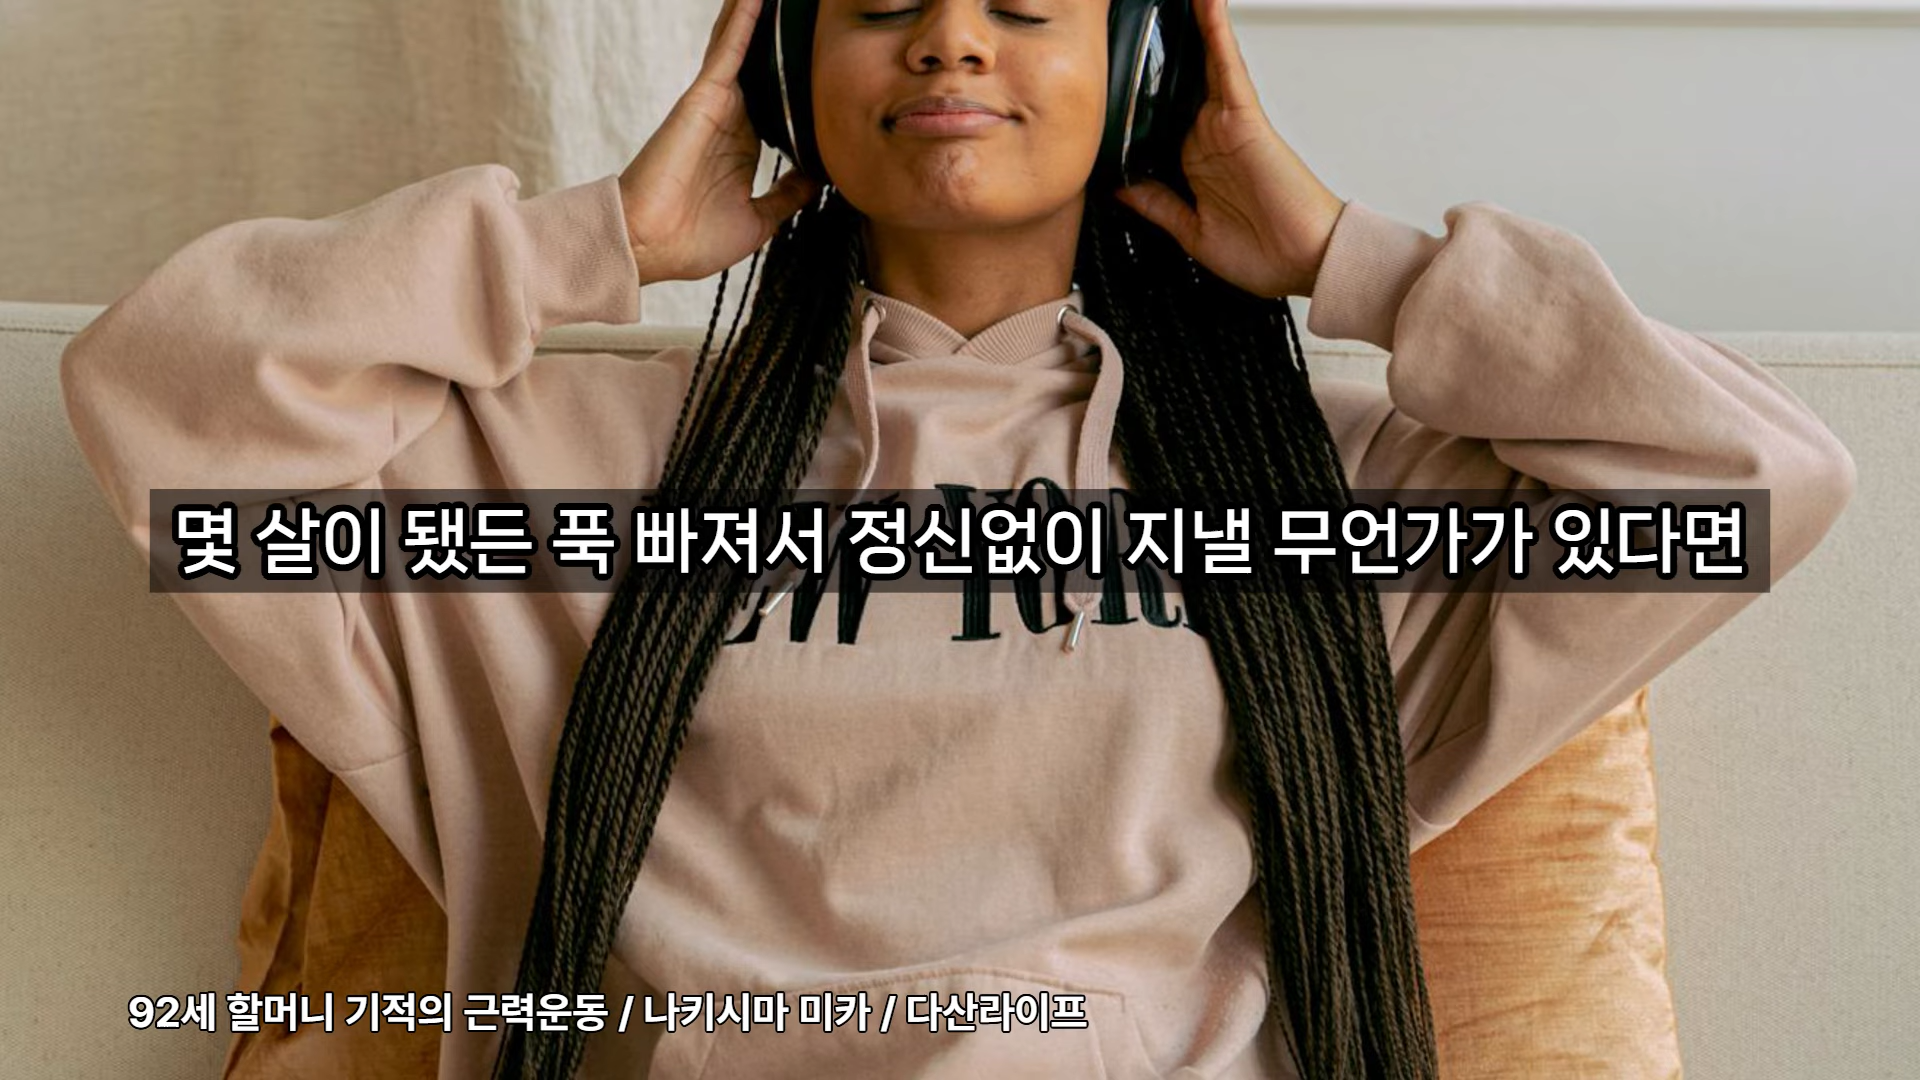 몇 살이 됐든 푹 빠져서 정신없이 지낼 무언가가 있다면
NEW YORK
92세 할머니 기적의 근력운동 / 나키시마 미카 / 다산라이프